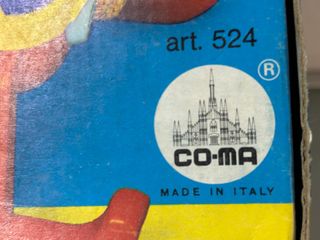 art. 524
®
CO-MA
MADE IN ITALY